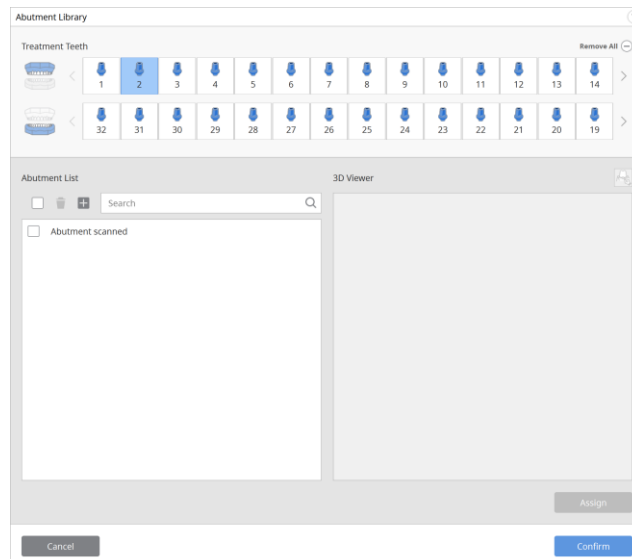 Abutment Library
Treatment Teeth
Remove All
1 2 3 4 5 6 7 8 9 10 11 12 13 14
32 31 30 29 28 27 26 25 24 23 22 21 20 19
Abutment List
3D Viewer
Search
Abutment scanned
Assign
Cancel
Confirm